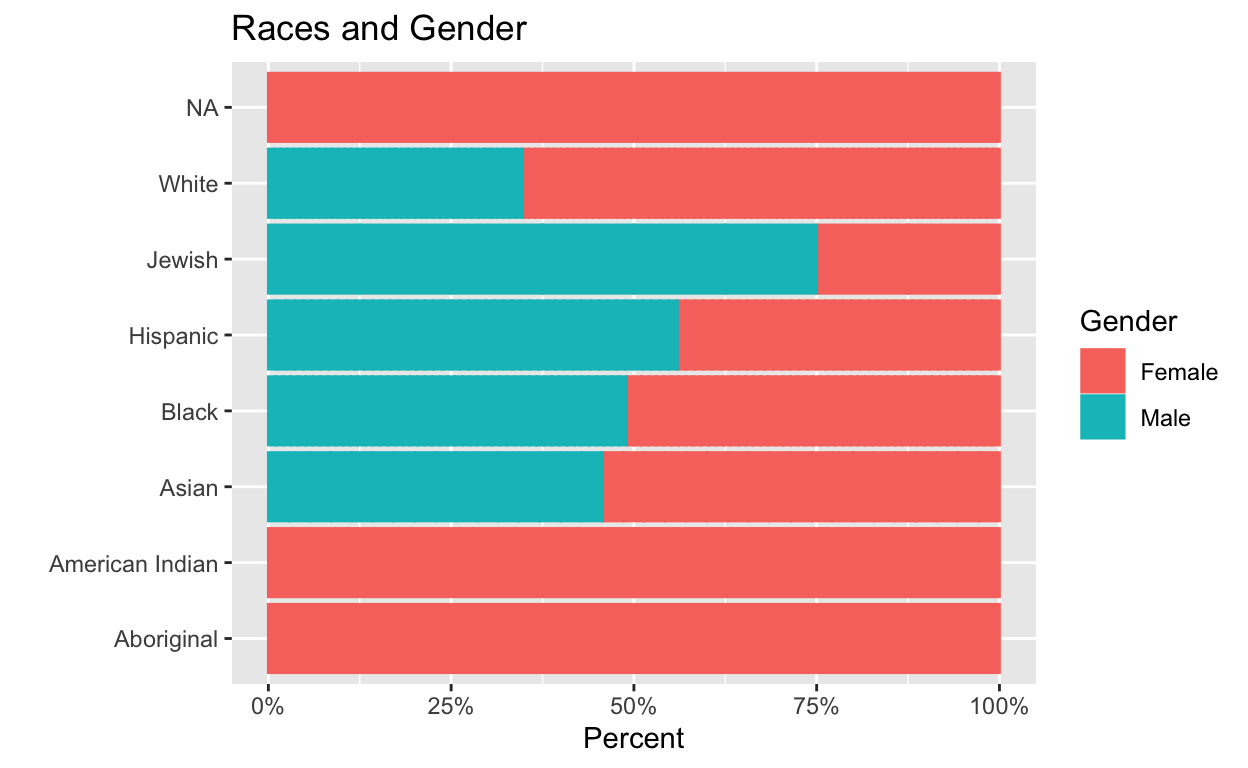 Races and Gender
NA
White
Jewish
Hispanic
Black
Asian
American Indian
Aboriginal
0% 25% 50% 75% 100%
Percent
Gender
Female
Male